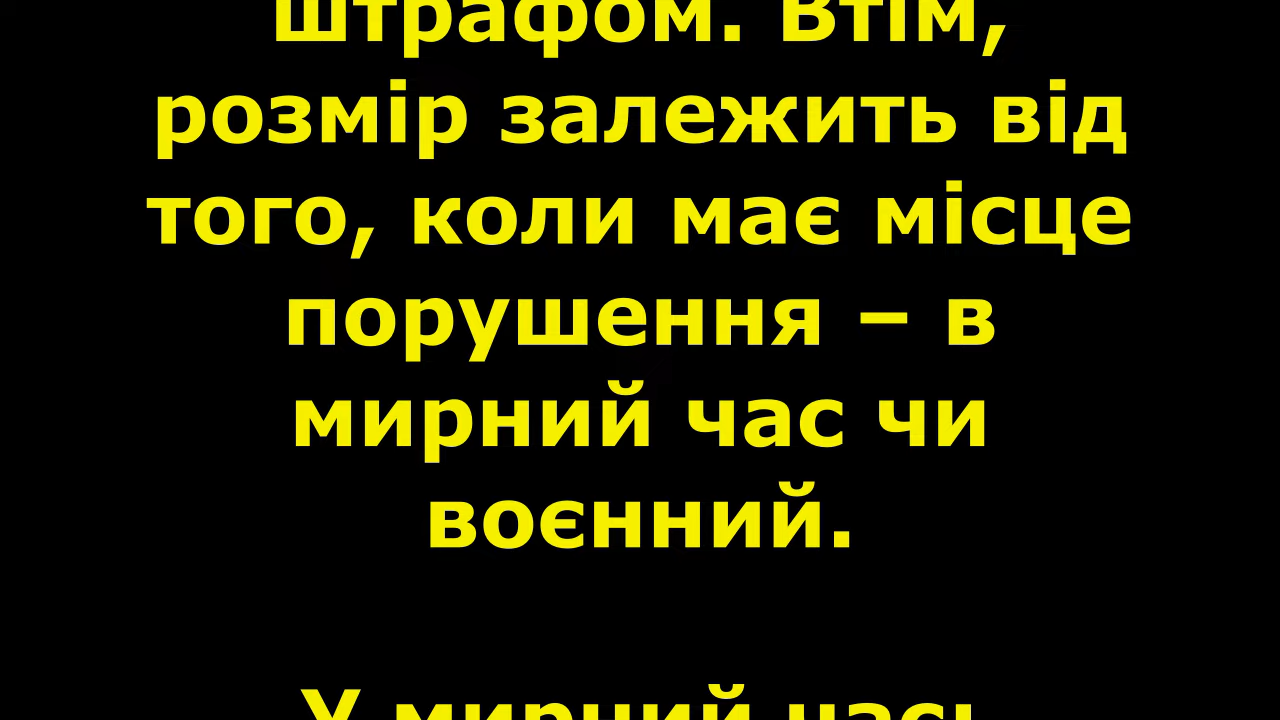 штрафом. Втім,
розмір залежить від
того, коли має місце
порушення – в
мирний час чи
воєнний.
У мирний час